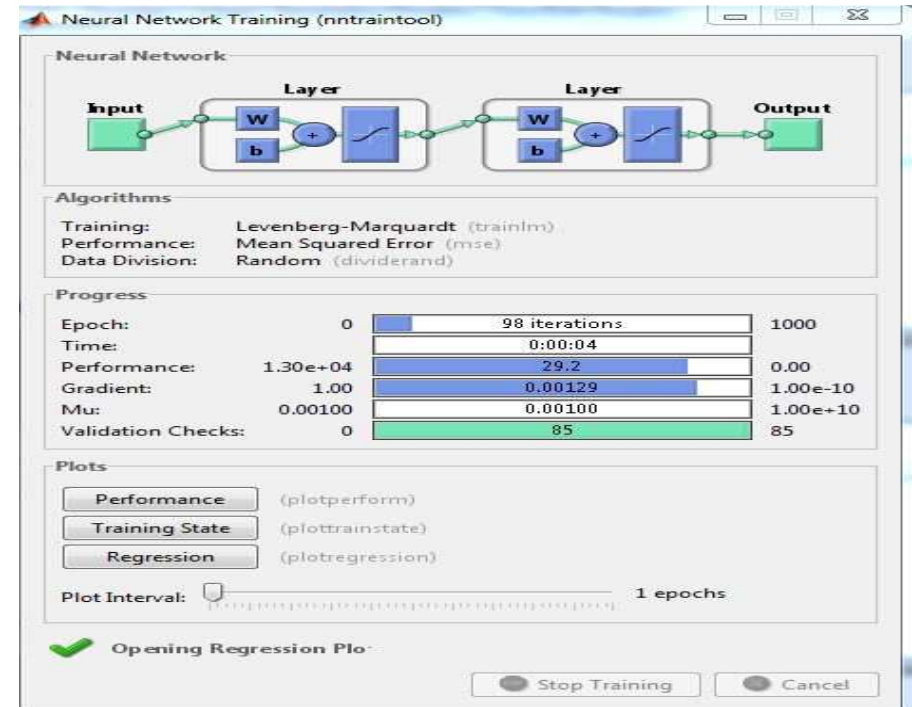 Neural Network Training (nntraintool)
Neural Network
Layer Layer
Input Output
W W
+ +
b b
Algorithms
Training: Levenberg-Marquardt (trainlm)
Performance: Mean Squared Error (mse)
Data Division: Random (dividerand)
Progress
Epoch: 0 98 iterations 1000
Time: 0:00:04
Performance: 1.30e+04 29.2 0.00
Gradient: 1.00 0.00129 1.00e-10
Mu: 0.00100 0.00100 1.00e+10
Validation Checks: 0 85 85
Plots
Performance (plotperform)
Training State (plottrainstate)
Regression (plotregression)
Plot Interval: 1 epochs
Opening Regression Plo
Stop Training Cancel